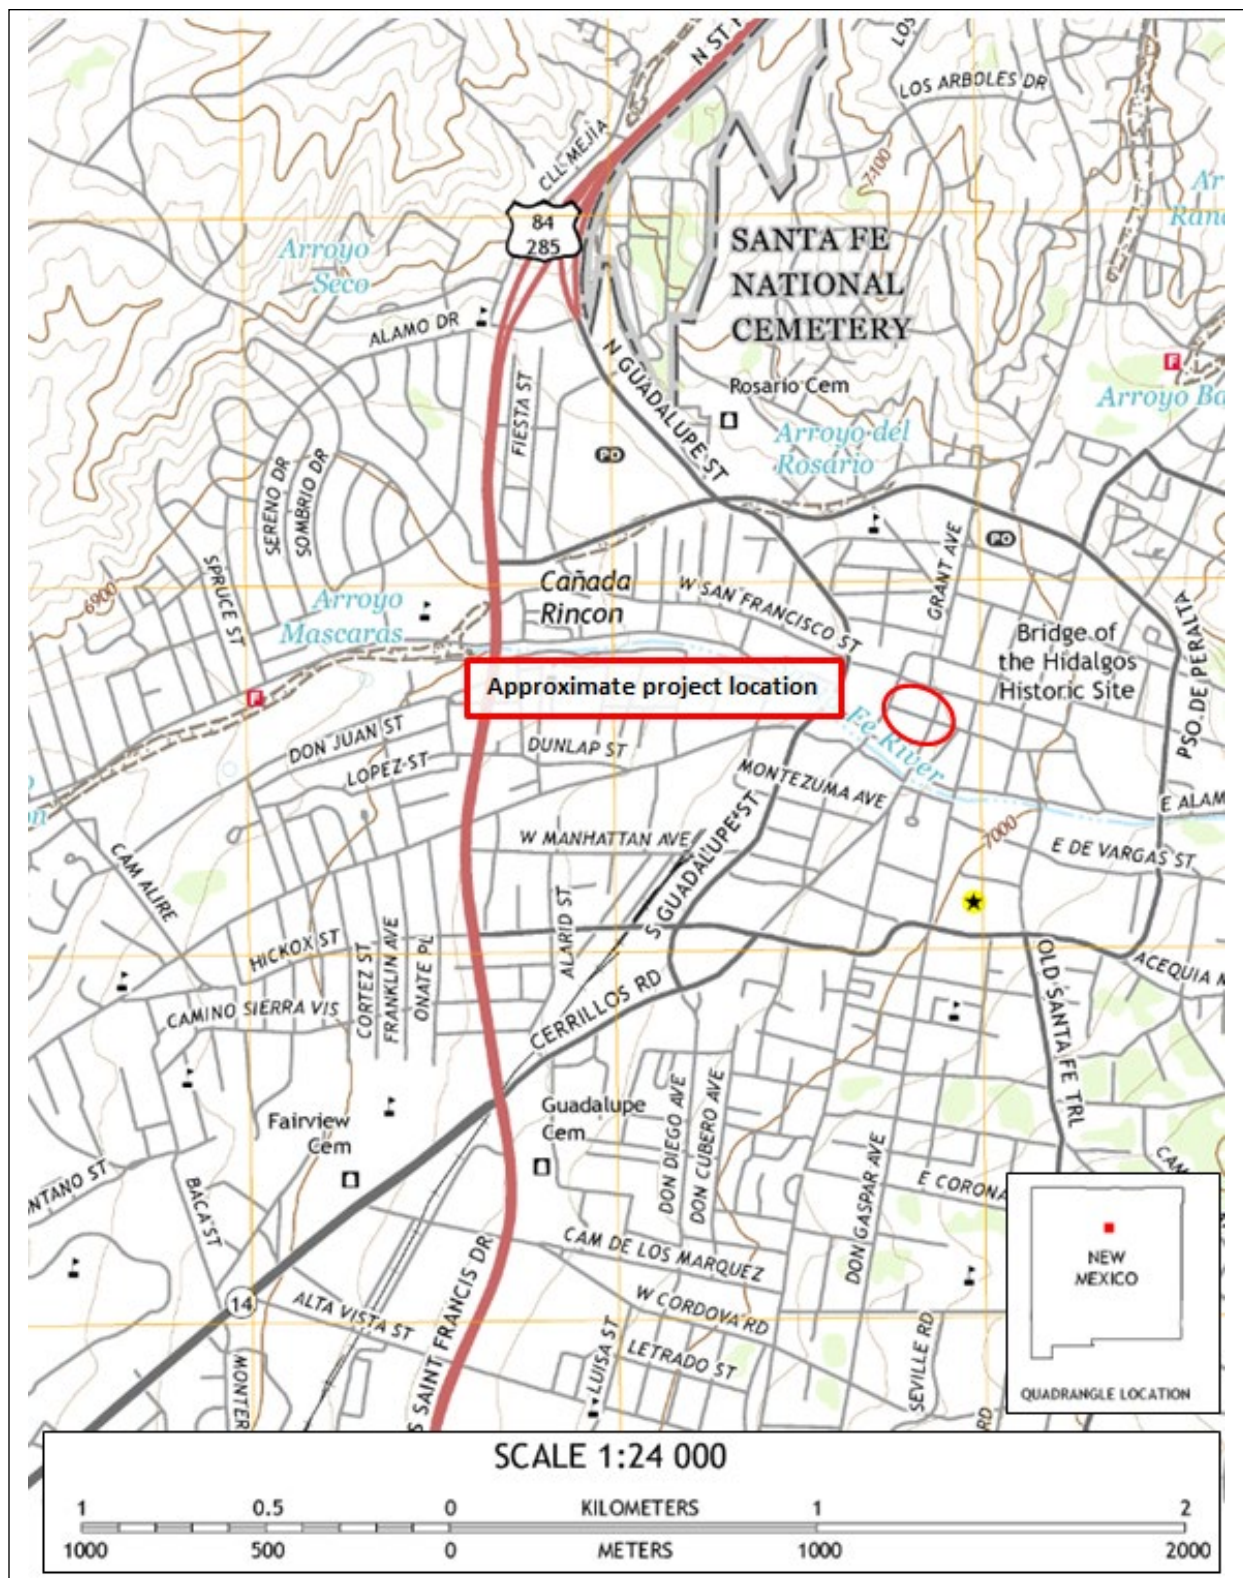 N ST
LOS ARBOLES DR
CLL MEJIA
7100
84
285
Arroyo
Seco
SANTA FE
NATIONAL
CEMETERY
ALAMO DR
N GUADALUPE ST
Rosario Cem
FIESTA ST
Arroyo del
Rosario
SERENO DR
SOMBRIO DR
PO
GRANT AVE
PO
SPRUCE ST
6900
Arroyo
Mascaras
Cañada
Rincon
W SAN FRANCISCO ST
Bridge of
the Hidalgos
Historic Site
PSO DE PERALTA
Approximate project location
F
F
Fe River
DON JUAN ST
LOPEZ ST
DUNLAP ST
MONTEZUMA AVE
E ALAM
W MANHATTAN AVE
S GUADALUPE ST
7000
E DE VARGAS ST
CAM ALIRE
ALARID ST
HICKOX ST
CORTEZ ST
FRANKLIN AVE
ONATE PL
OLD SANTA FE TRL
ACEQUIA M
CAMINO SIERRA VIS
CERRILLOS RD
Fairview
Cem
Guadalupe
Cem
DON DIEGO AVE
DON CUBERO AVE
DON GASPAR AVE
E CORONA
CAM
NTANO ST
BACA ST
CAM DE LOS MARQUEZ
14
ALTA VISTA ST
S SAINT FRANCIS DR
W CORDOVA RD
LETRADO ST
LUISA ST
SEVILLE RD
RD
MONTER
NEW
MEXICO
QUADRANGLE LOCATION
SCALE 1:24 000
1 0.5 0 KILOMETERS 1 2
1000 500 0 METERS 1000 2000